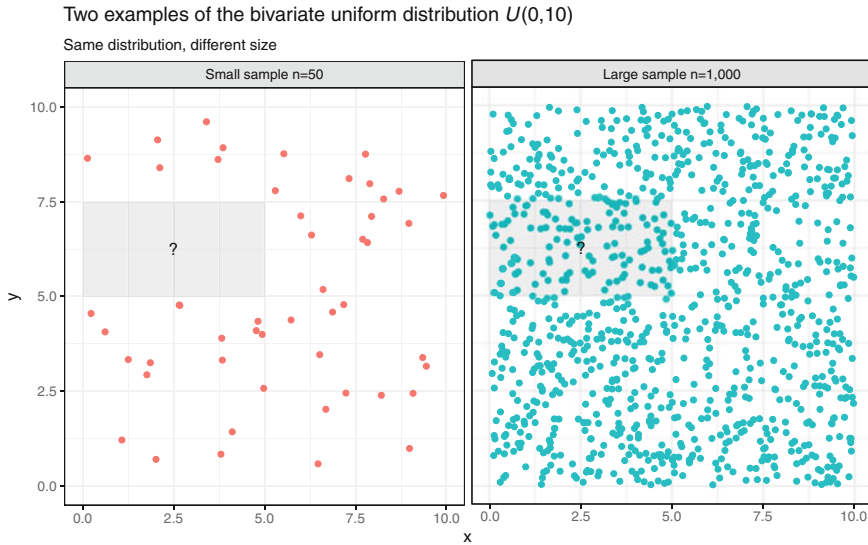 Two examples of the bivariate uniform distribution U(0,10)
Same distribution, different size
Small sample n=50
Large sample n=1,000
10.0
7.5
5.0
2.5
0.0
y
?
?
0.0 2.5 5.0 7.5 10.0
0.0 2.5 5.0 7.5 10.0
x